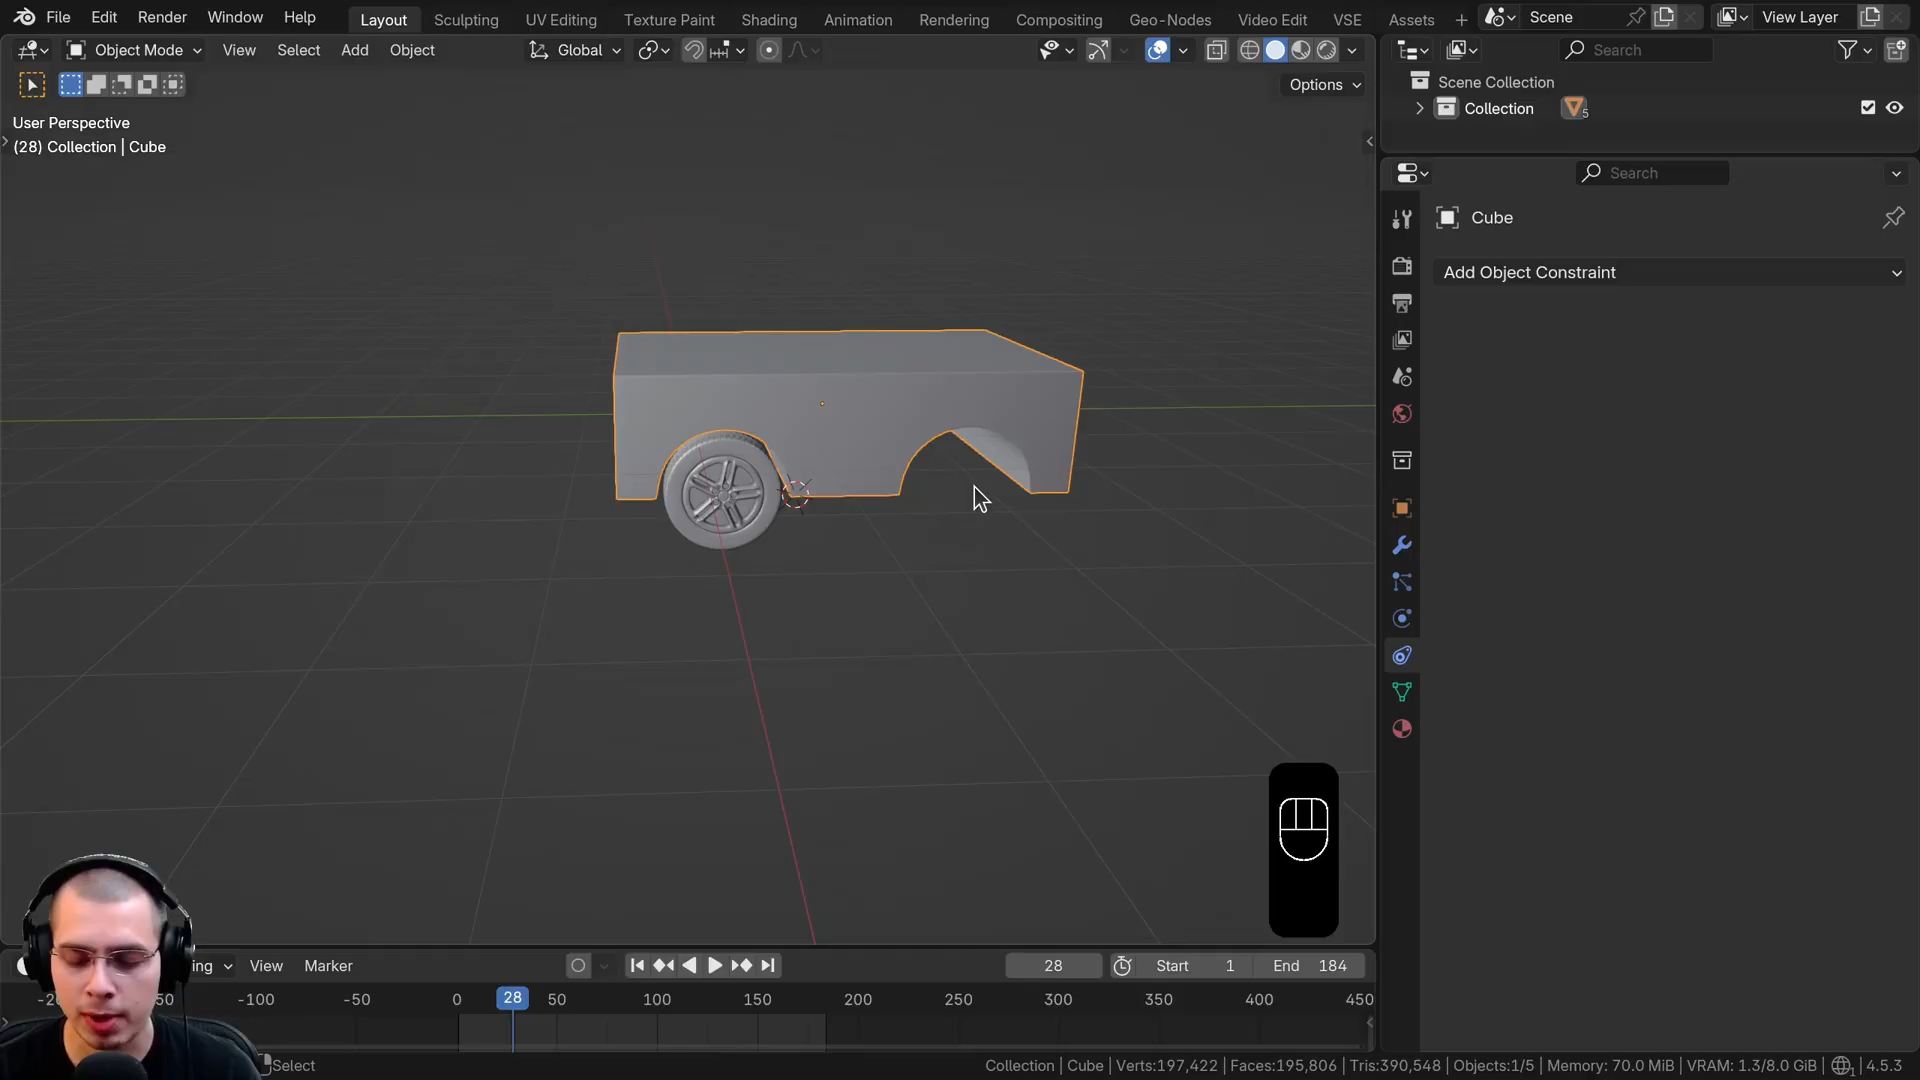 File Edit Render Window Help Layout Sculpting UV Editing Texture Paint Shading Animation Rendering Compositing Geo-Nodes Video Edit VSE Assets Scene View Layer
Object Mode View Select Add Object Global Search
Options
User Perspective
(28) Collection | Cube
Scene Collection
Collection 5
Search
Cube
Add Object Constraint
ing View Marker 28 Start 1 End 184
-100 -50 0 28 50 100 150 200 250 300 350 400 450
Select
Collection | Cube | Verts:197,422 | Faces:195,806 | Tris:390,548 | Objects:1/5 | Memory: 70.0 MiB | VRAM: 1.3/8.0 GiB | 4.5.3